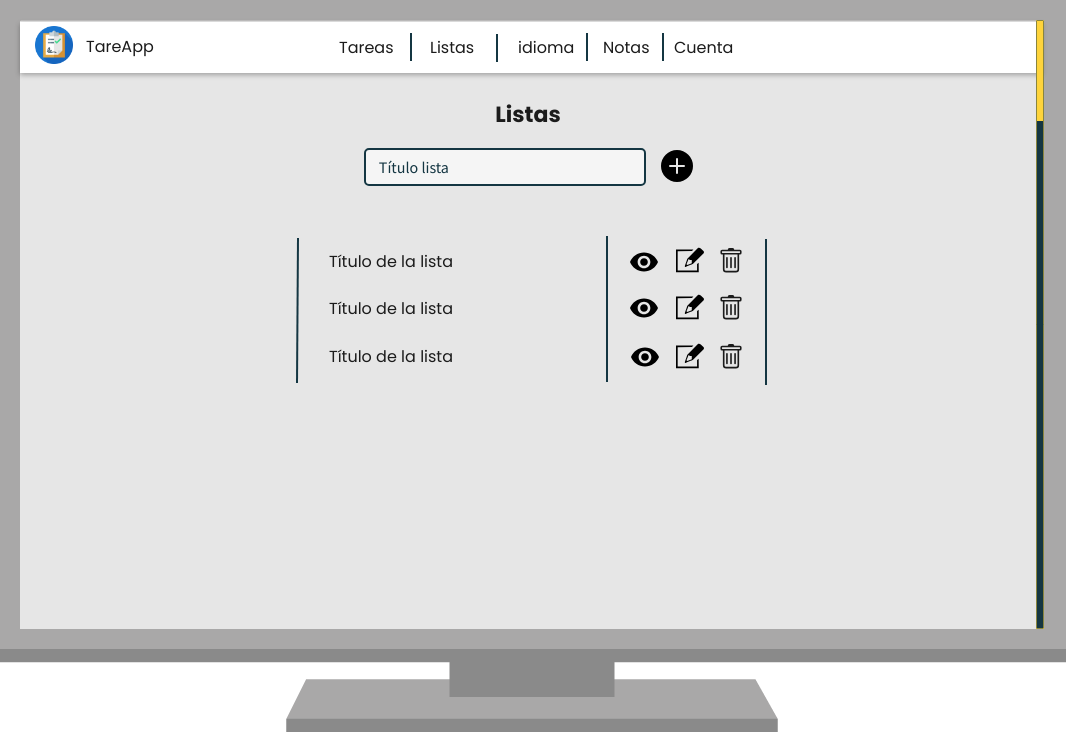 TareApp
Tareas Listas idioma Notas Cuenta
Listas
Título lista
Título de la lista
Título de la lista
Título de la lista